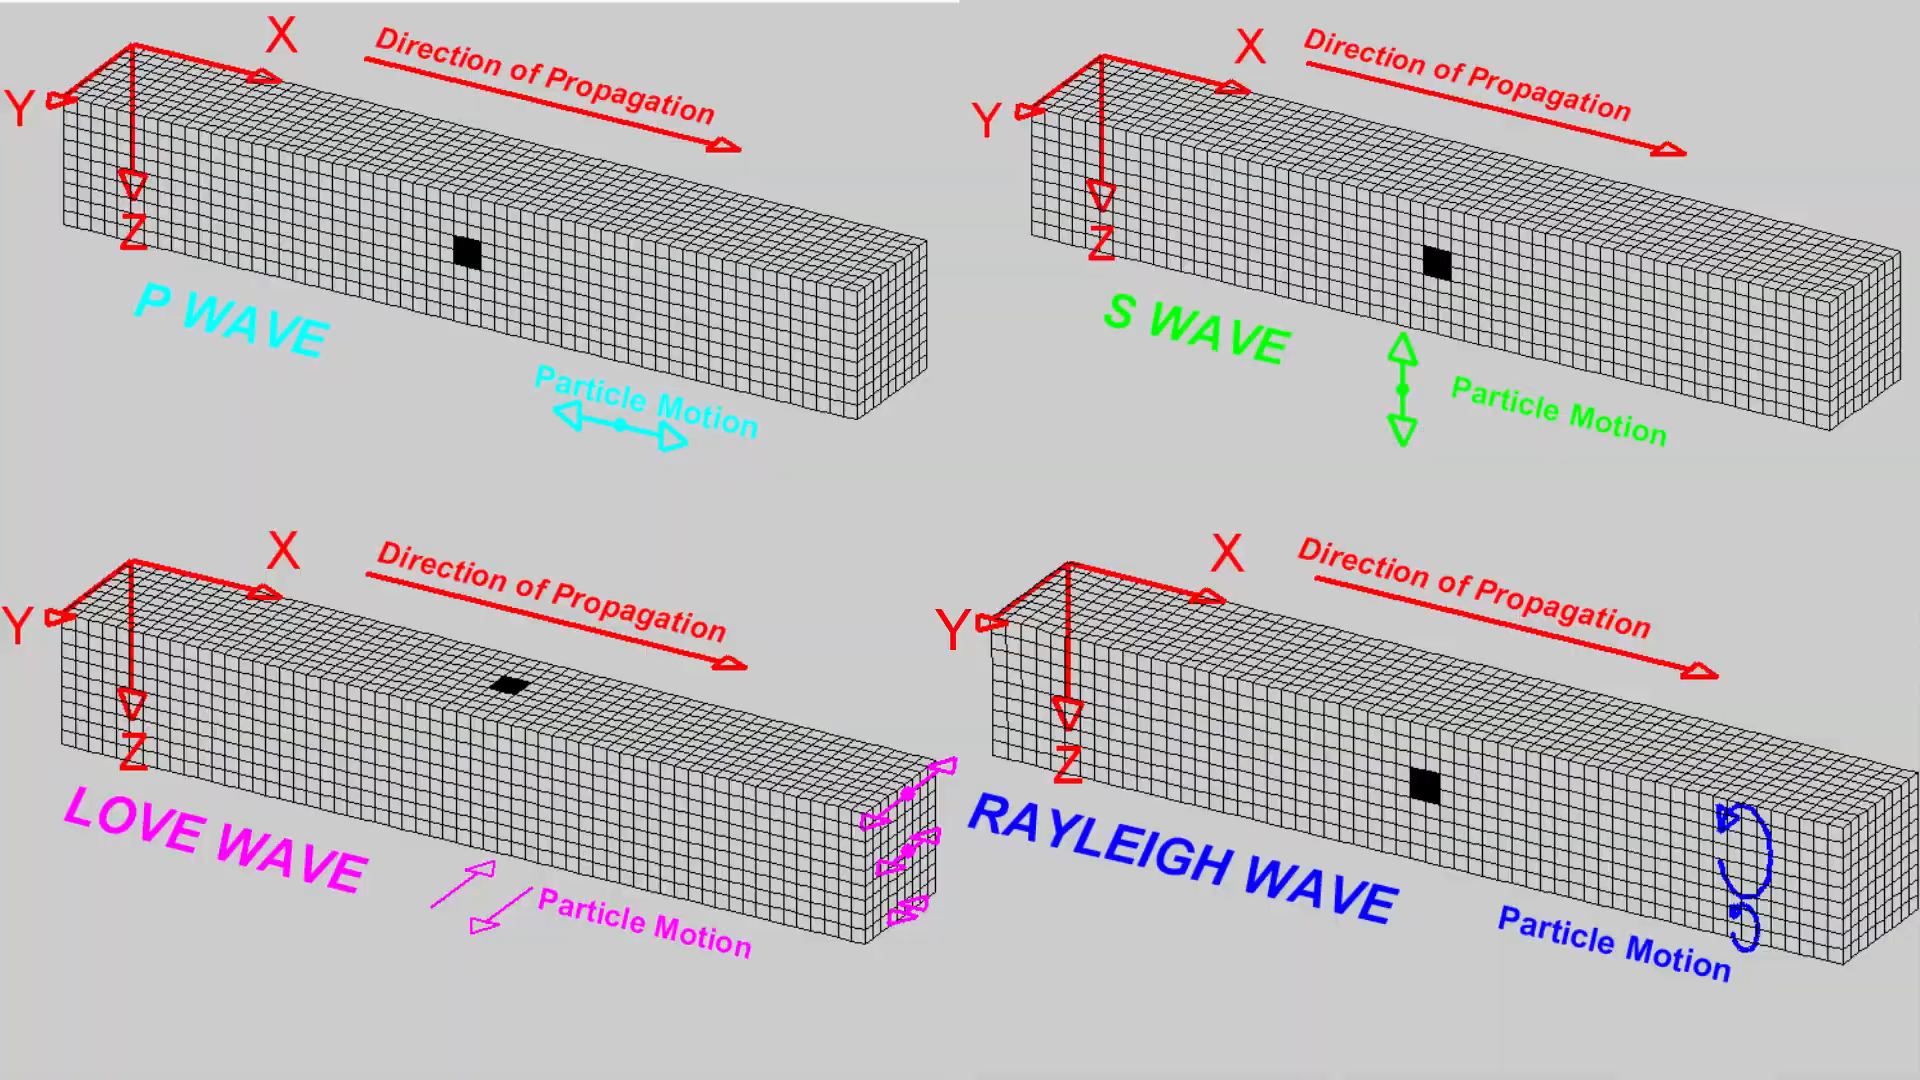 X
Direction of Propagation
Y
Z
P WAVE
Particle Motion
X
Direction of Propagation
Y
Z
S WAVE
Particle Motion
X
Direction of Propagation
Y
Z
LOVE WAVE
Particle Motion
X
Direction of Propagation
Y
Z
RAYLEIGH WAVE
Particle Motion